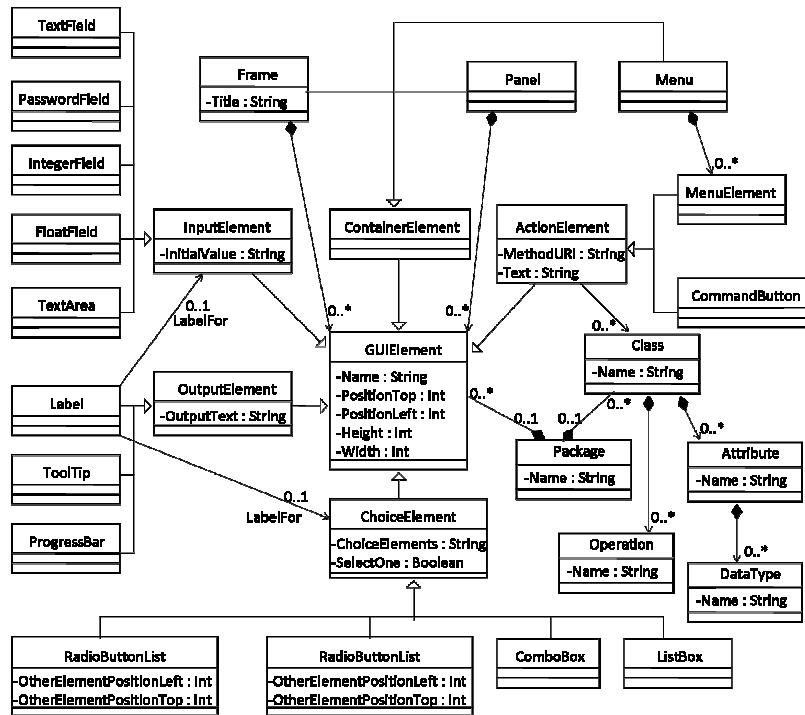 TextField
PasswordField
IntegerField
FloatField
TextArea
Frame
-Title : String
Panel
Menu
0..*
MenuElement
InputElement
-InitialValue : String
ContainerElement
ActionElement
-MethodURI : String
-Text : String
CommandButton
0..1
LabelFor
0..*
0..*
0..*
GUIElement
-Name : String
-PositionTop : Int
-PositionLeft : Int
-Height : Int
-Width : Int
Class
-Name : String
Label
OutputElement
-OutputText : String
0..*
0..1
0..1
0..*
0..*
Package
-Name : String
Attribute
-Name : String
ToolTip
ProgressBar
0..1
LabelFor
ChoiceElement
-ChoiceElements : String
-SelectOne : Boolean
0..*
Operation
-Name : String
0..*
DataType
-Name : String
RadioButtonList
-OtherElementPositionLeft : Int
-OtherElementPositionTop : Int
RadioButtonList
-OtherElementPositionLeft : Int
-OtherElementPositionTop : Int
ComboBox
ListBox